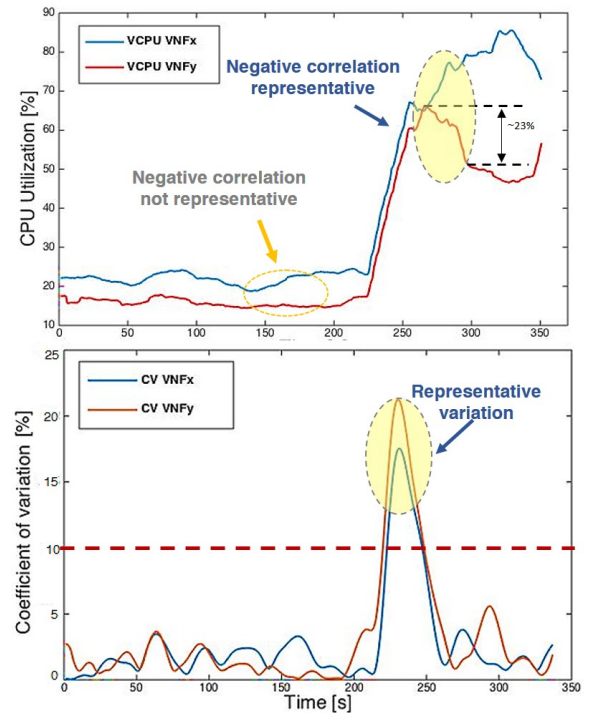 90
80
70
60
50
40
30
20
10
CPU Utilization [%]
VCPU VNFx
VCPU VNFy
Negative correlation
representative
~23%
Negative correlation
not representative
0
50
100
150
200
250
300
350
25
20
15
10
5
0
Coefficient of variation [%]
CV VNFx
CV VNFy
Representative
variation
0
50
100
150
200
250
300
350
Time [s]